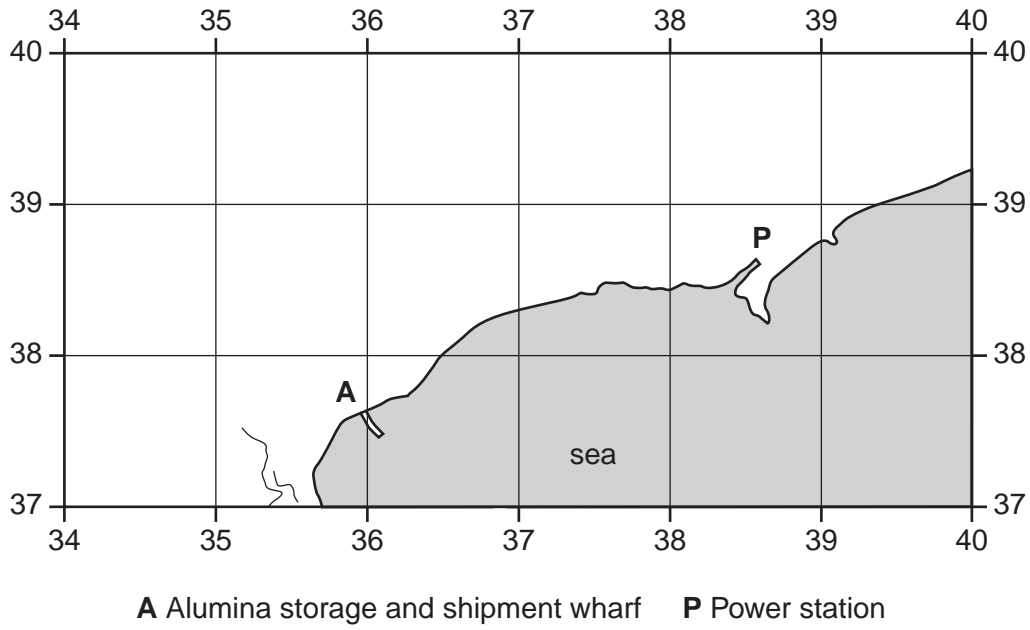 34 35 36 37 38 39 40
40 40
39 39
P
38 38
A
sea
37 37
34 35 36 37 38 39 40
A Alumina storage and shipment wharf P Power station